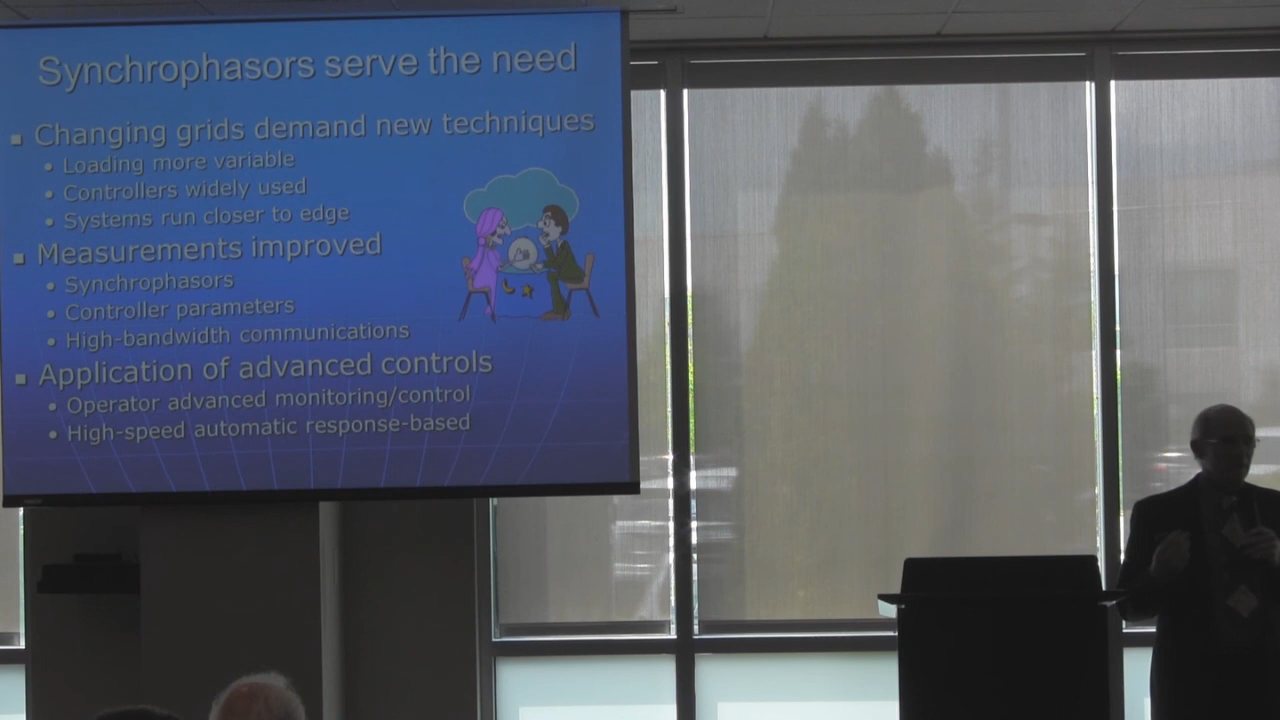 Synchrophasors serve the need
Changing grids demand new techniques
Loading more variable
Controllers widely used
Systems run closer to edge
Measurements improved
Synchrophasors
Controller parameters
High-bandwidth communications
Application of advanced controls
Operator advanced monitoring/control
High-speed automatic response-based